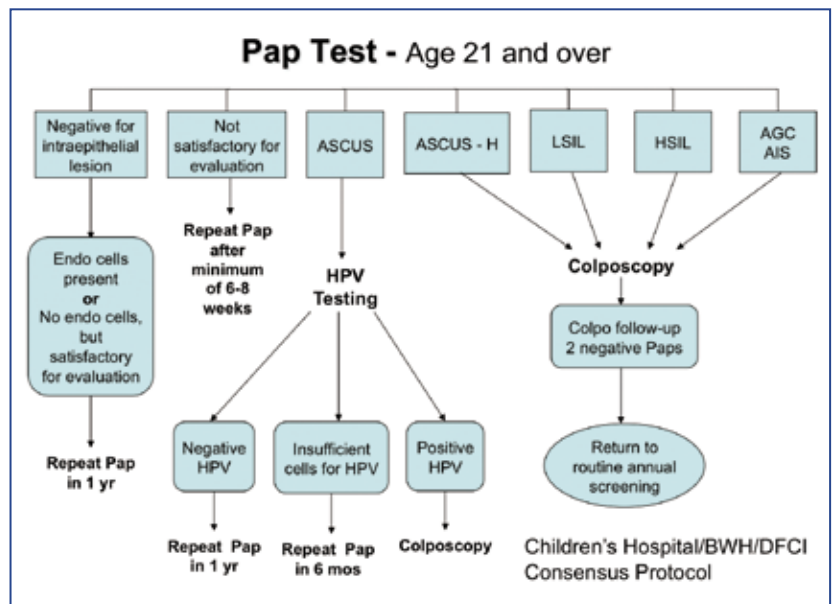 Pap Test - Age 21 and over
Negative for
intraepithelial
lesion
Not
satisfactory for
evaluation
ASCUS
ASCUS - H
LSIL
HSIL
AGC
AIS
Repeat Pap
after
minimum
of 6-8
weeks
Endo cells
present
or
No endo cells,
but
satisfactory
for evaluation
HPV
Testing
Colposcopy
Colpo follow-up
2 negative Paps
Repeat Pap
in 1 yr
Negative
HPV
Insufficient
cells for HPV
Positive
HPV
Return to
routine annual
screening
Repeat Pap
in 1 yr
Repeat Pap
in 6 mos
Colposcopy
Children's Hospital/BWH/DFCI
Consensus Protocol